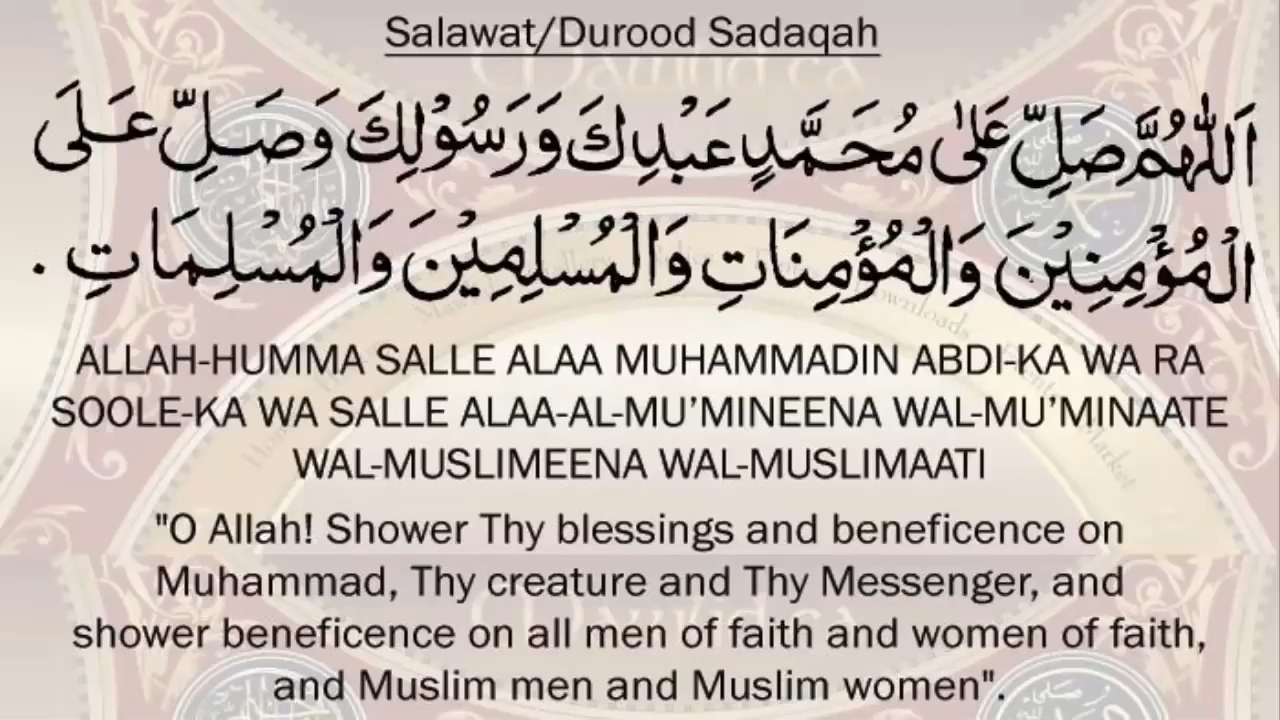 Salawat/Durood Sadaqah
اَللّٰهُمَّ صَلِّ عَلٰى مُحَمَّدٍ عَبْدِكَ وَرَسُوْلِكَ وَصَلِّ عَلَى
الْمُؤْمِنِيْنَ وَالْمُؤْمِنَاتِ وَالْمُسْلِمِيْنَ وَالْمُسْلِمَاتِ .
ALLAH-HUMMA SALLE ALAA MUHAMMADIN ABDI-KA WA RA
SOOLE-KA WA SALLE ALAA-AL-MU’MINEENA WAL-MU’MINAATE
WAL-MUSLIMEENA WAL-MUSLIMAATI
"O Allah! Shower Thy blessings and beneficence on
Muhammad, Thy creature and Thy Messenger, and
shower beneficence on all men of faith and women of faith,
and Muslim men and Muslim women".